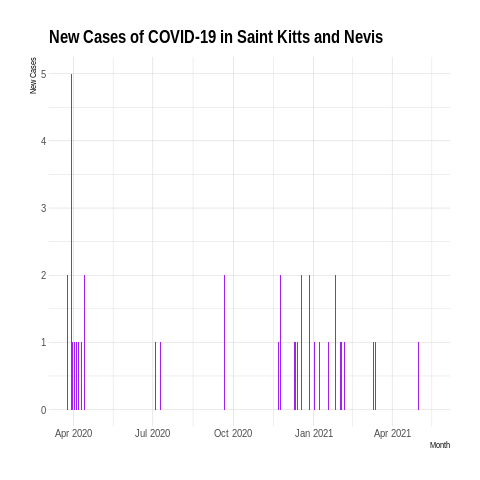 New Cases of COVID-19 in Saint Kitts and Nevis
New Cases
5
4
3
2
1
0
Apr 2020 Jul 2020 Oct 2020 Jan 2021 Apr 2021
Month